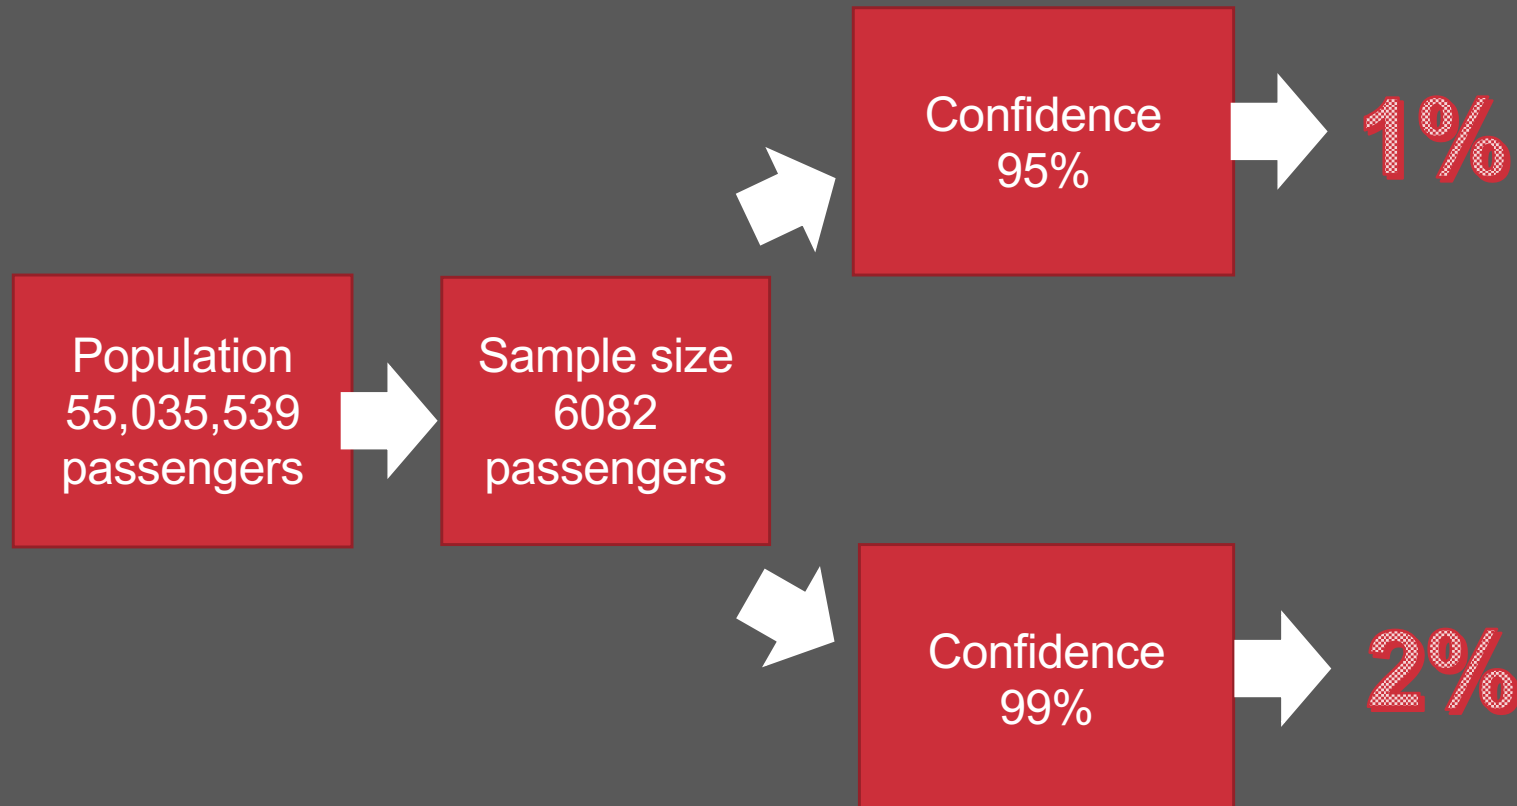 Population
55,035,539
passengers
Sample size
6082
passengers
Confidence
95%
1%
Confidence
99%
2%